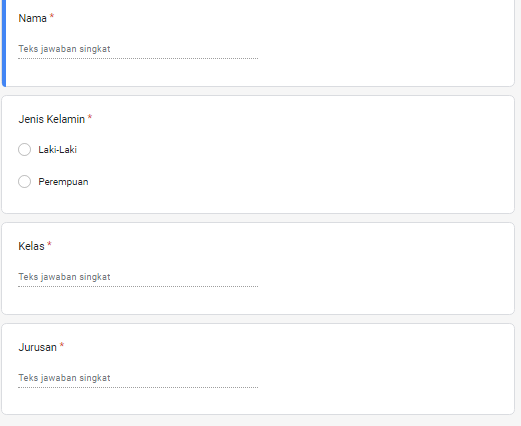 Nama *
Teks jawaban singkat
Jenis Kelamin *
Laki-Laki
Perempuan
Kelas *
Teks jawaban singkat
Jurusan *
Teks jawaban singkat